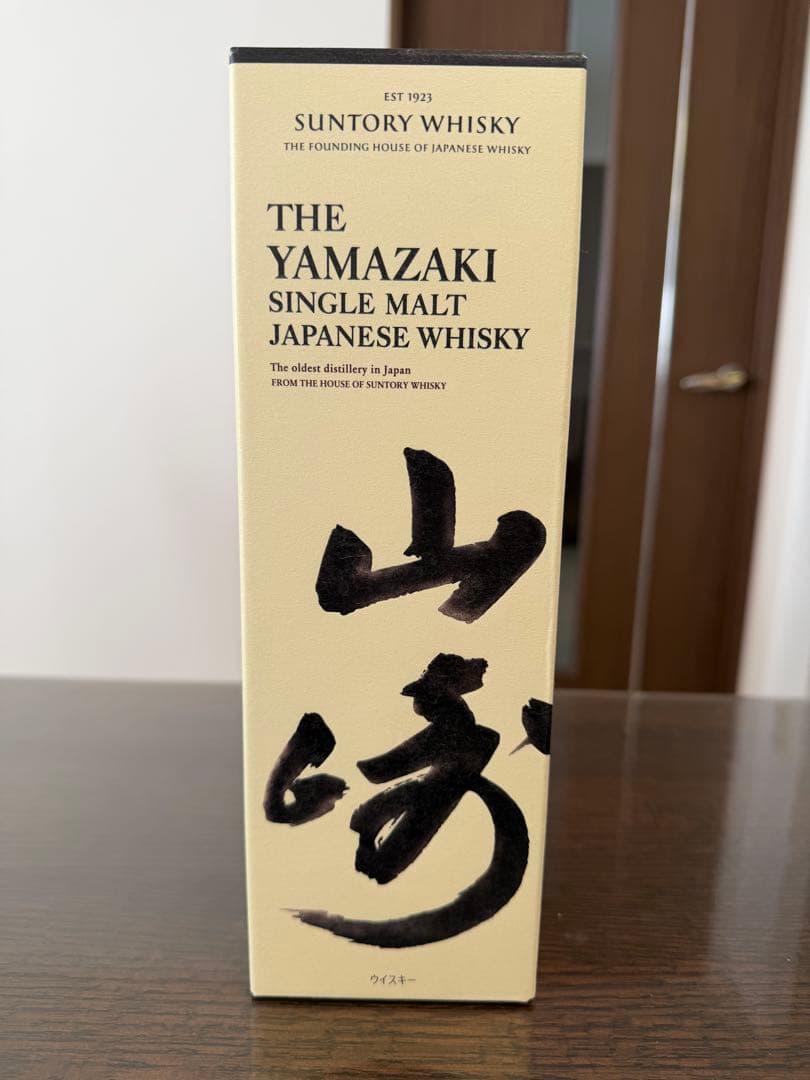 EST 1923
SUNTORY WHISKY
THE FOUNDING HOUSE OF JAPANESE WHISKY
THE
YAMAZAKI
SINGLE MALT
JAPANESE WHISKY
The oldest distillery in Japan
FROM THE HOUSE OF SUNTORY WHISKY
山
崎
ウイスキー